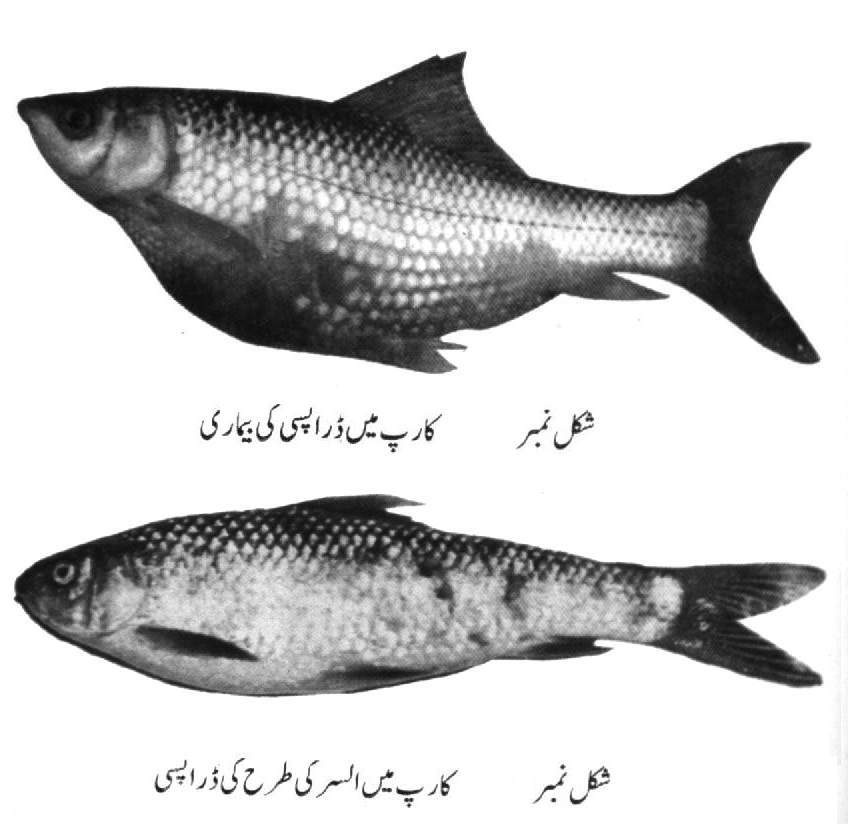 شکل نمبر کارپ میں ڈراپسی کی بیماری
شکل نمبر کارپ میں السر کی طرح کی ڈراپسی